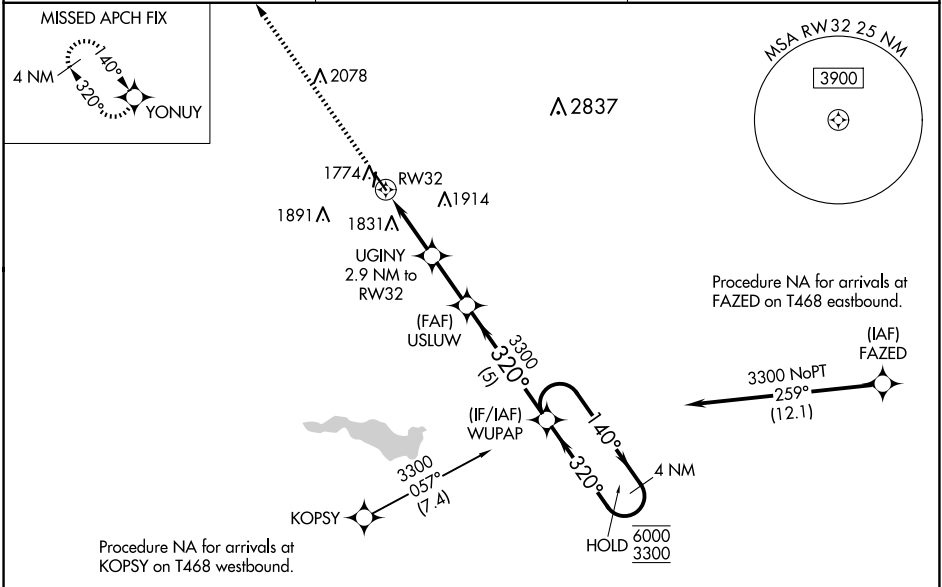 MISSED APCH FIX
4 NM
140°
320°
YONUY
2078
2837
MSA RW32 25 NM
3900
1774
RW32
1914
1891
1831
UGINY
2.9 NM to
RW32
(FAF)
USLUW
3300
320°
(5)
Procedure NA for arrivals at
FAZED on T468 eastbound.
(IAF)
FAZED
3300 NoPT
259°
(12.1)
(IF/IAF)
WUPAP
140°
320°
4 NM
HOLD
6000
3300
3300
057°
(7.4)
KOPSY
Procedure NA for arrivals at
KOPSY on T468 westbound.